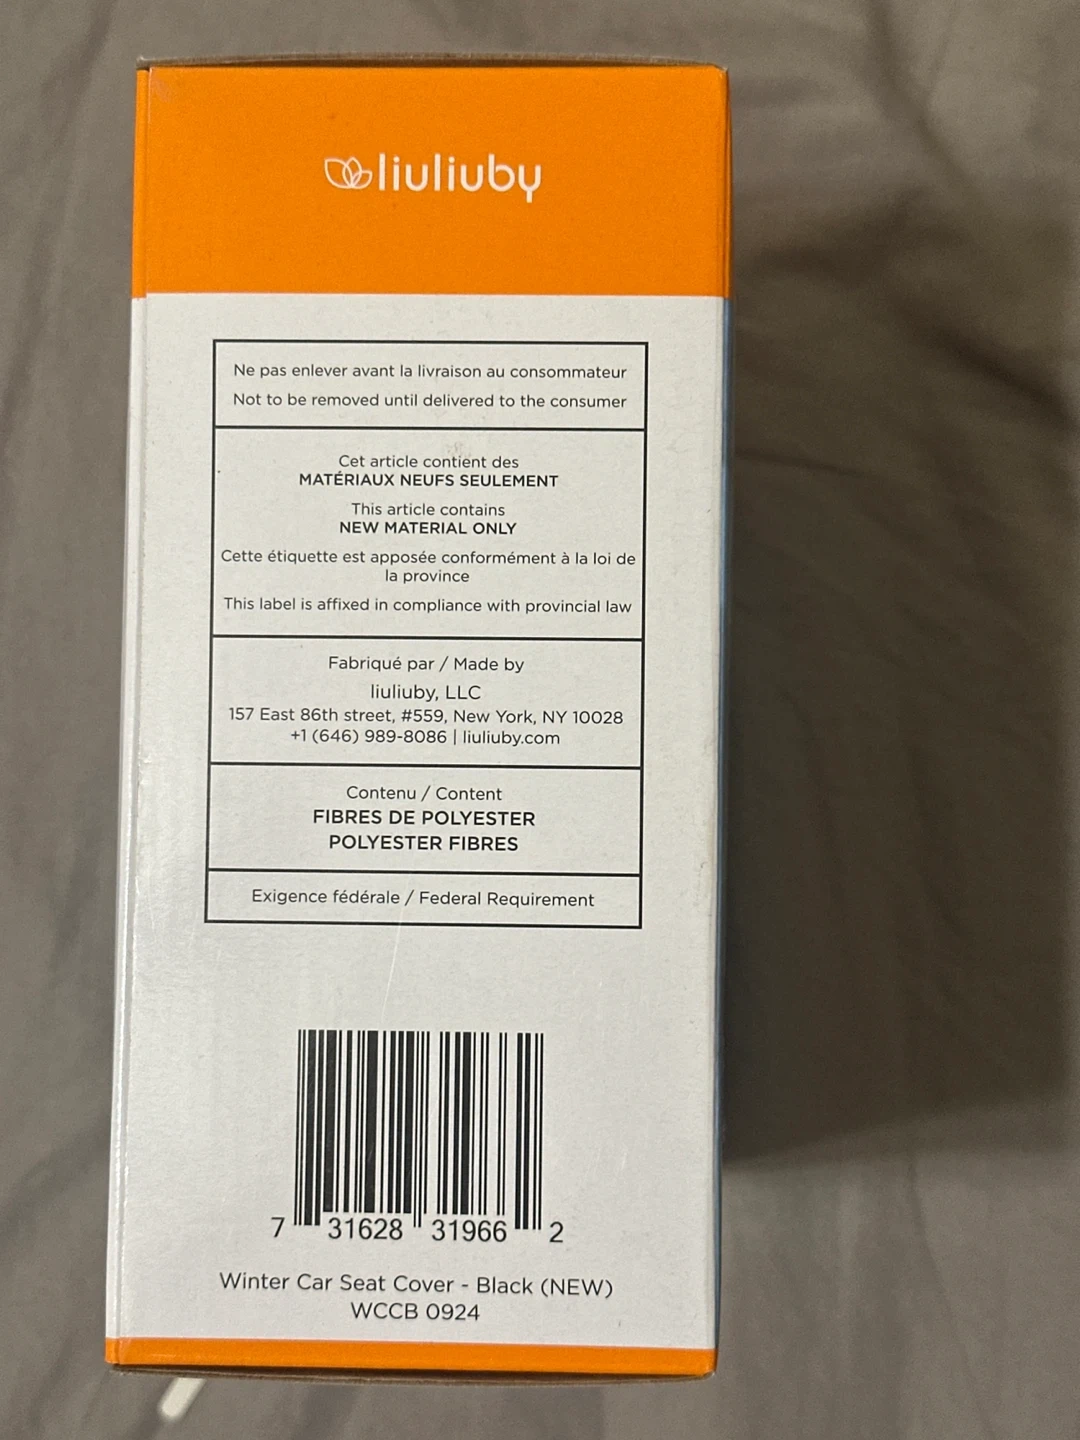 liuliuby
Ne pas enlever avant la livraison au consommateur
Not to be removed until delivered to the consumer
Cet article contient des
MATÉRIAUX NEUFS SEULEMENT
This article contains
NEW MATERIAL ONLY
Cette étiquette est apposée conformément à la loi de
la province
This label is affixed in compliance with provincial law
Fabriqué par / Made by
liuliuby, LLC
157 East 86th street, #559, New York, NY 10028
+1 (646) 989-8086 | liuliuby.com
Contenu / Content
FIBRES DE POLYESTER
POLYESTER FIBRES
Exigence fédérale / Federal Requirement
7 31628 31966 2
Winter Car Seat Cover - Black (NEW)
WCCB 0924